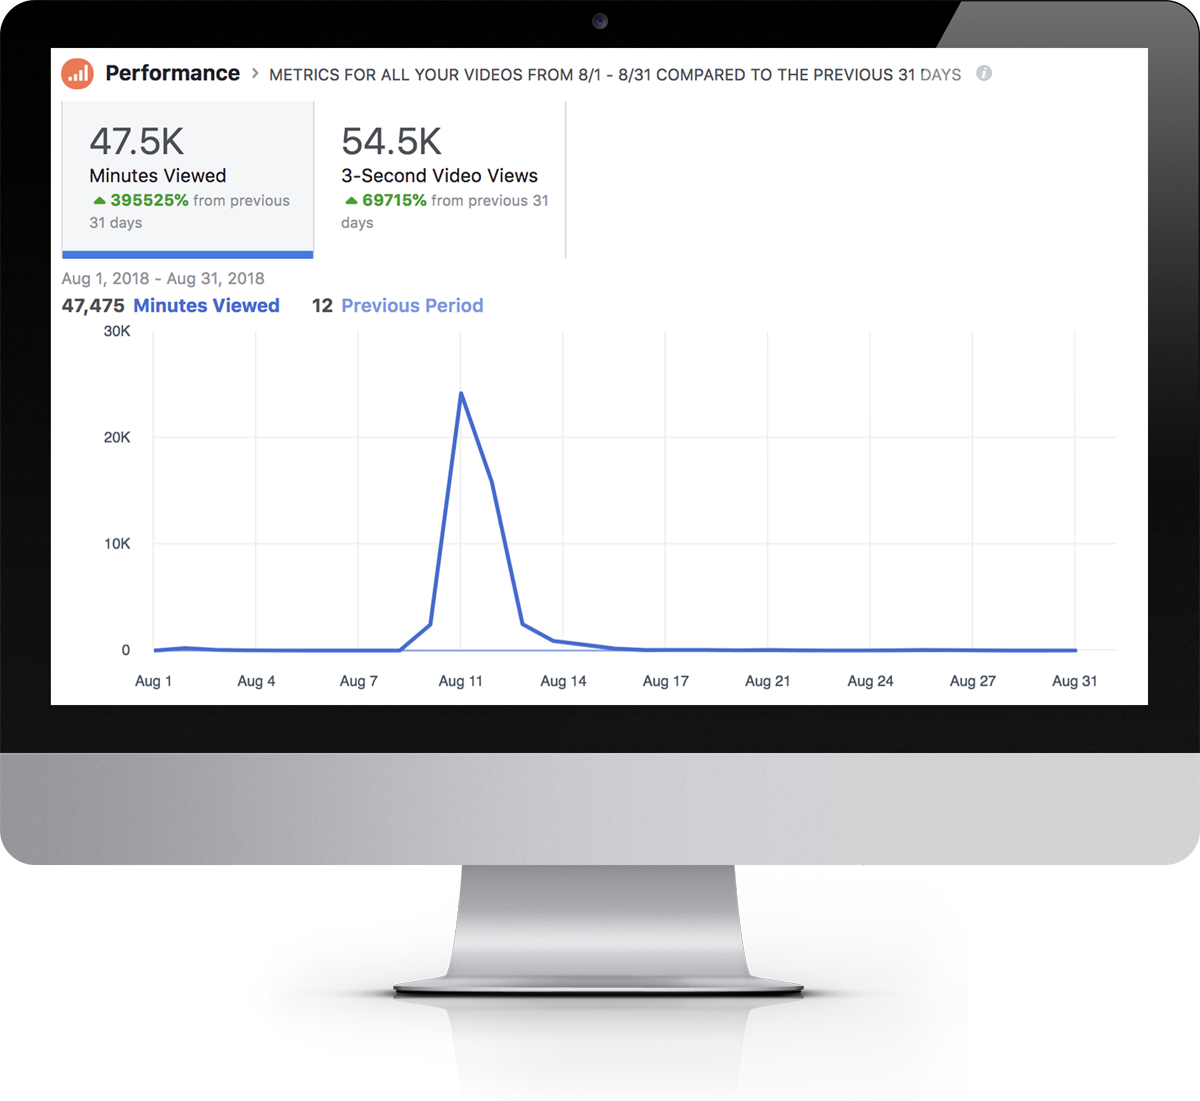 Performance > METRICS FOR ALL YOUR VIDEOS FROM 8/1 - 8/31 COMPARED TO THE PREVIOUS 31 DAYS i
47.5K
Minutes Viewed
395525% from previous
31 days
54.5K
3-Second Video Views
69715% from previous 31
days
Aug 1, 2018 - Aug 31, 2018
47,475 Minutes Viewed 12 Previous Period
30K
20K
10K
0
Aug 1 Aug 4 Aug 7 Aug 11 Aug 14 Aug 17 Aug 21 Aug 24 Aug 27 Aug 31